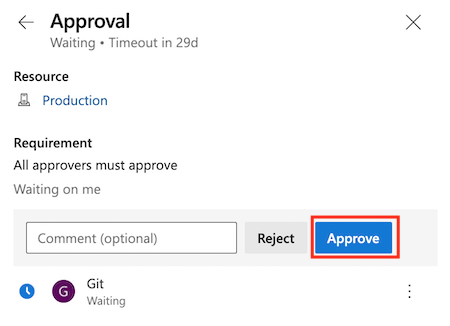 Approval
Waiting • Timeout in 29d
Resource
Production
Requirement
All approvers must approve
Waiting on me
Comment (optional) Reject Approve
G Git
Waiting